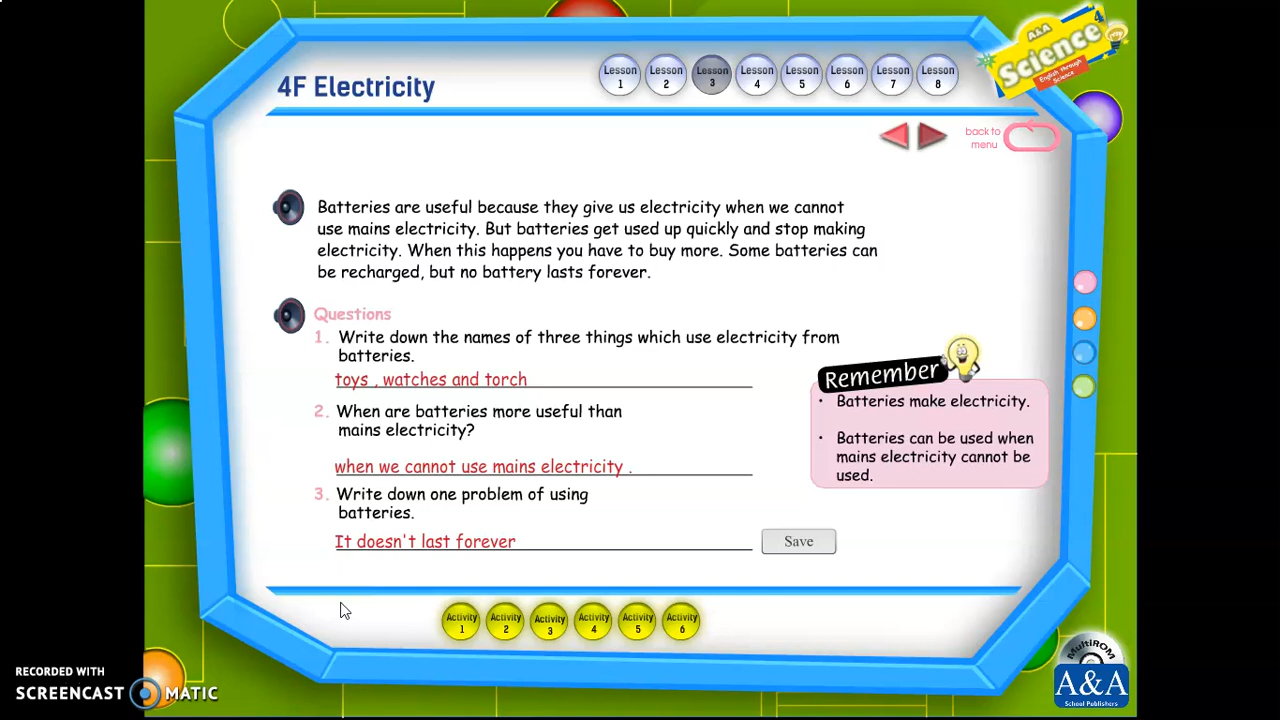 4F Electricity
Lesson 1
Lesson 2
Lesson 3
Lesson 4
Lesson 5
Lesson 6
Lesson 7
Lesson 8
A&A
Science 4
English through
Science
back to
menu
Batteries are useful because they give us electricity when we cannot
use mains electricity. But batteries get used up quickly and stop making
electricity. When this happens you have to buy more. Some batteries can
be recharged, but no battery lasts forever.
Questions
1. Write down the names of three things which use electricity from
batteries.
toys , watches and torch
2. When are batteries more useful than
mains electricity?
when we cannot use mains electricity .
3. Write down one problem of using
batteries.
It doesn't last forever
Save
Remember
• Batteries make electricity.
• Batteries can be used when
mains electricity cannot be
used.
Activity 1
Activity 2
Activity 3
Activity 4
Activity 5
Activity 6
RECORDED WITH
SCREENCAST MATIC
MultiROM
A&A
School Publishers